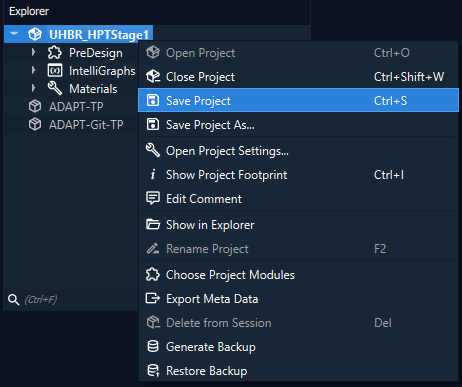 Explorer
UHBR_HPTStage1
PreDesign
IntelliGraphs
Materials
ADAPT-TP
ADAPT-Git-TP
(Ctrl+F)
Open Project Ctrl+O
Close Project Ctrl+Shift+W
Save Project Ctrl+S
Save Project As...
Open Project Settings...
Show Project Footprint Ctrl+I
Edit Comment
Show in Explorer
Rename Project F2
Choose Project Modules
Export Meta Data
Delete from Session Del
Generate Backup
Restore Backup